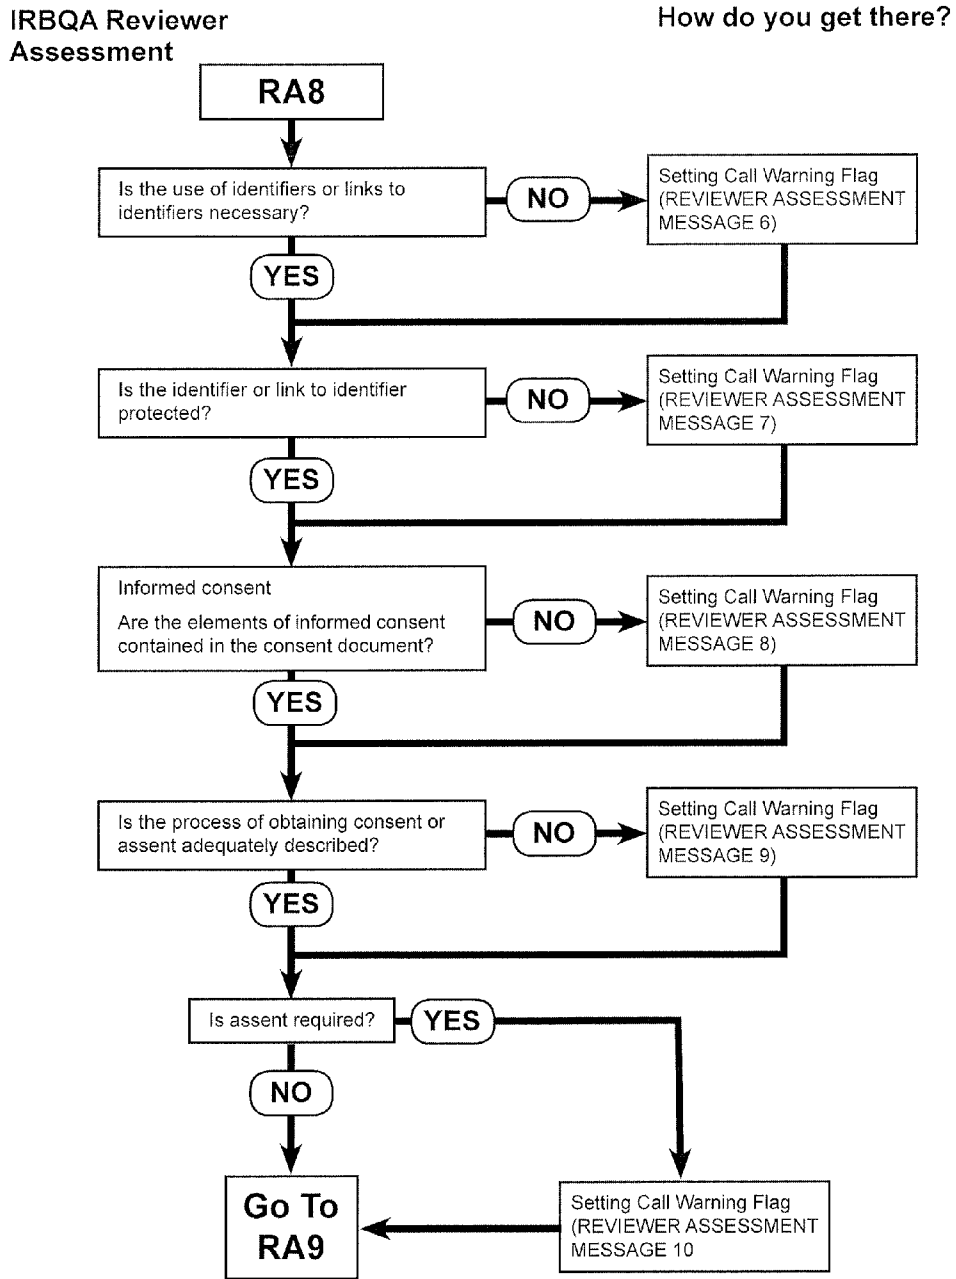 IRBQA Reviewer
Assessment
How do you get there?
RA8
Is the use of identifiers or links to
identifiers necessary?
NO
Setting Call Warning Flag
(REVIEWER ASSESSMENT
MESSAGE 6)
YES
Is the identifier or link to identifier
protected?
NO
Setting Call Warning Flag
(REVIEWER ASSESSMENT
MESSAGE 7)
YES
Informed consent
Are the elements of informed consent
contained in the consent document?
NO
Setting Call Warning Flag
(REVIEWER ASSESSMENT
MESSAGE 8)
YES
Is the process of obtaining consent or
assent adequately described?
NO
Setting Call Warning Flag
(REVIEWER ASSESSMENT
MESSAGE 9)
YES
Is assent required?
YES
NO
Go To
RA9
Setting Call Warning Flag
(REVIEWER ASSESSMENT
MESSAGE 10